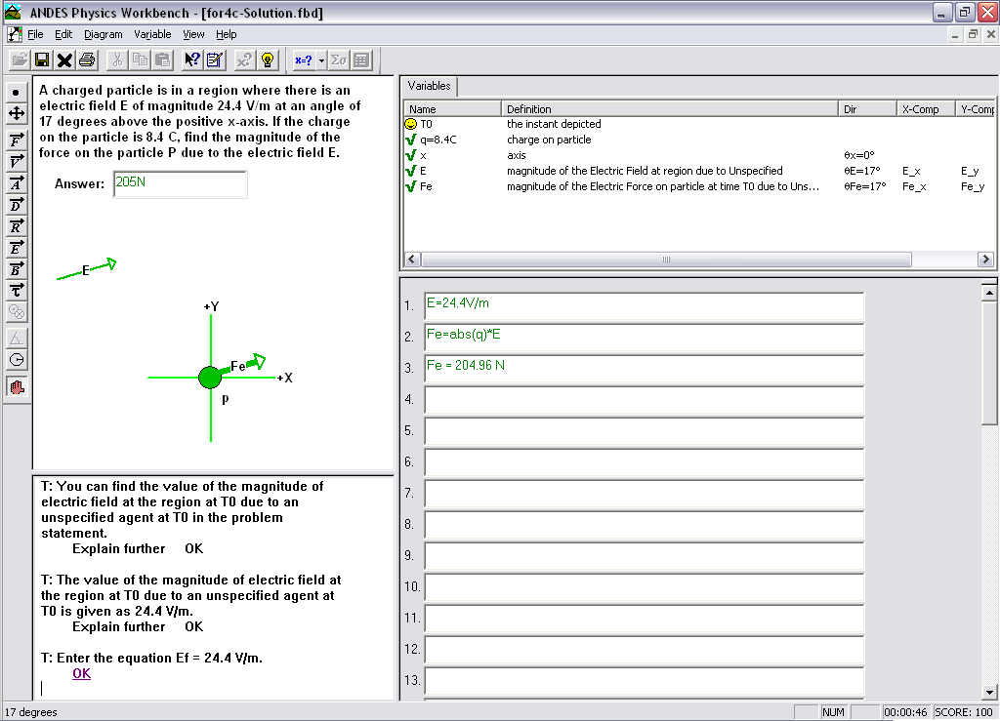 ANDES Physics Workbench - [for4c-Solution.fbd]
File Edit Diagram Variable View Help
x=? Σα
A charged particle is in a region where there is an
electric field E of magnitude 24.4 V/m at an angle of
17 degrees above the positive x-axis. If the charge
on the particle is 8.4 C, find the magnitude of the
force on the particle P due to the electric field E.
Answer: 205N
F
V
A
D
R
E
B
τ
E
+Y
Fe
+X
p
T: You can find the value of the magnitude of
electric field at the region at T0 due to an
unspecified agent at T0 in the problem
statement.
Explain further OK
T: The value of the magnitude of electric field at
the region at T0 due to an unspecified agent at
T0 is given as 24.4 V/m.
Explain further OK
T: Enter the equation Ef = 24.4 V/m.
OK
Variables
Name Definition Dir X-Comp Y-Comp
T0 the instant depicted
q=8.4C charge on particle
x axis θx=0°
E magnitude of the Electric Field at region due to Unspecified θE=17° E_x E_y
Fe magnitude of the Electric Force on particle at time T0 due to Uns... θFe=17° Fe_x Fe_y
1. E=24.4V/m
2. Fe=abs(q)*E
3. Fe = 204.96 N
4.
5.
6.
7.
8.
9.
10.
11.
12.
13.
17 degrees NUM 00:00:46 SCORE: 100